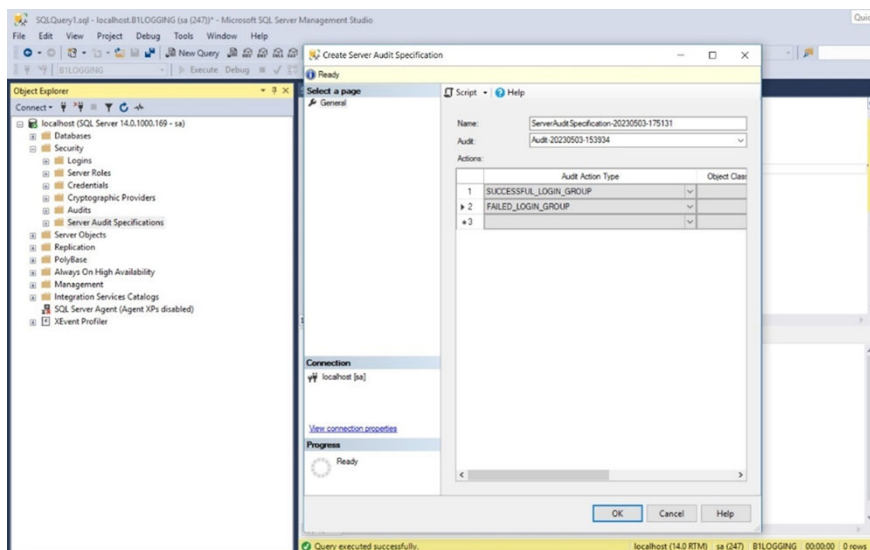 SQLQuery1.sql - localhost.B1LOGGING (sa (247))* - Microsoft SQL Server Management Studio
Quic
File Edit View Project Debug Tools Window Help
New Query
B1LOGGING
Execute Debug
Object Explorer
Connect
localhost (SQL Server 14.0.1000.169 - sa)
Databases
Security
Logins
Server Roles
Credentials
Cryptographic Providers
Audits
Server Audit Specifications
Server Objects
Replication
PolyBase
Always On High Availability
Management
Integration Services Catalogs
SQL Server Agent (Agent XPs disabled)
XEvent Profiler
Create Server Audit Specification
Ready
Select a page
General
Script Help
Name: ServerAuditSpecification-20230503-175131
Audit: Audit-20230503-153934
Actions:
Audit Action Type Object Class
1 SUCCESSFUL_LOGIN_GROUP
2 FAILED_LOGIN_GROUP
*3
Connection
localhost [sa]
View connection properties
Progress
Ready
OK Cancel Help
Query executed successfully. localhost (14.0 RTM) sa (247) B1LOGGING 00:00:00 0 rows